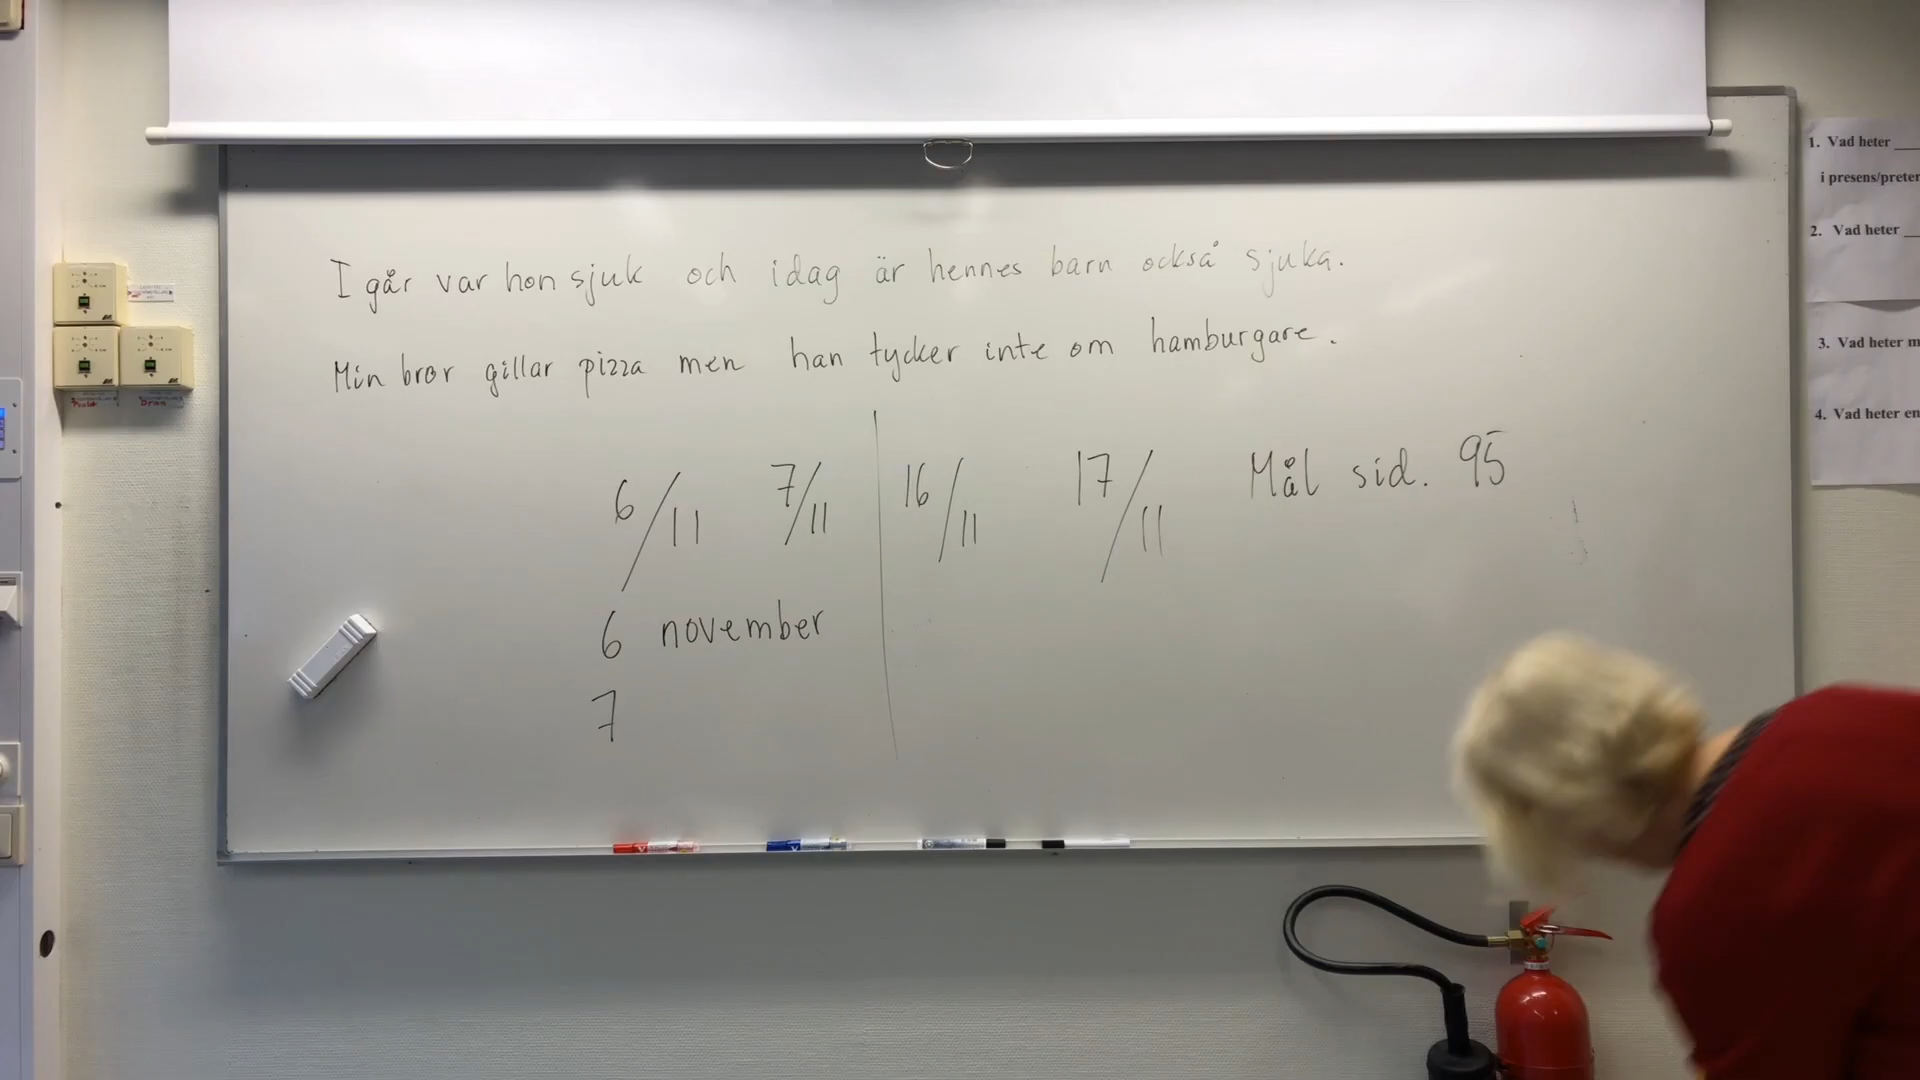 I går var hon sjuk och idag är hennes barn också sjuka.
Min bror gillar pizza men han tycker inte om hamburgare.
6/11 7/11 16/11 17/11 Mål sid. 95
6 november
7
1. Vad heter
i presens/preter
2. Vad heter
3. Vad heter m
4. Vad heter en